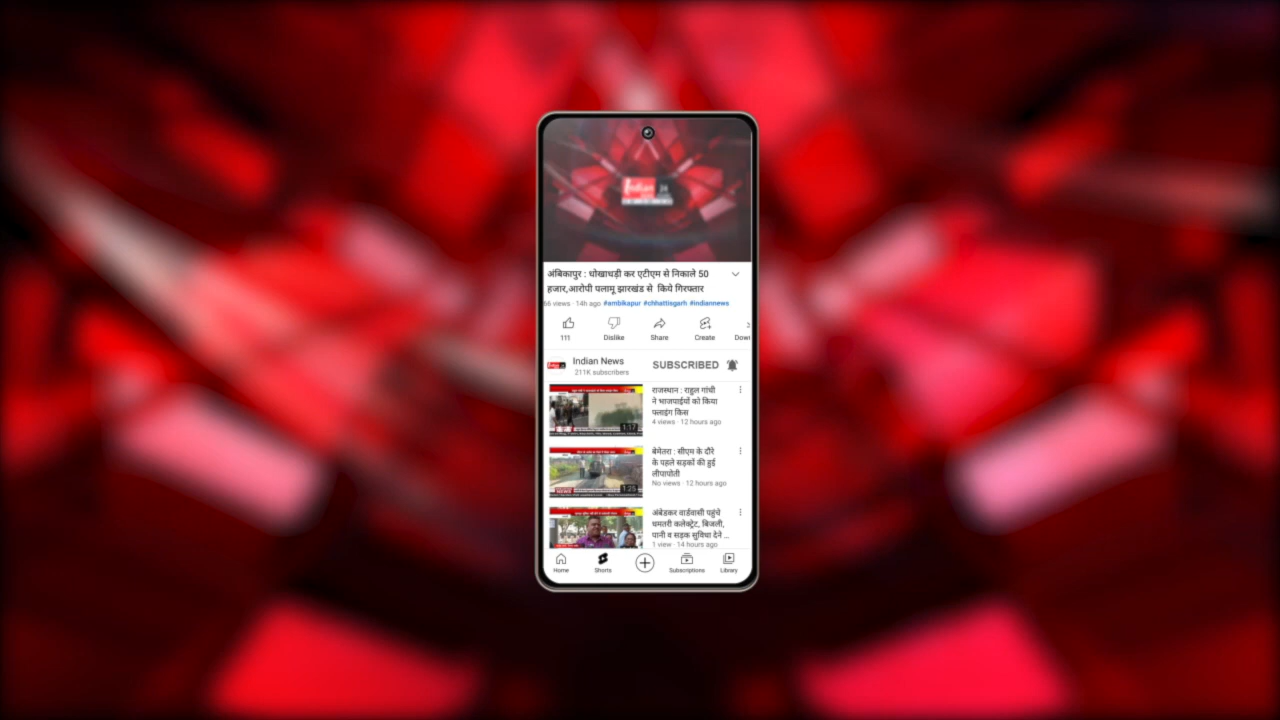 Indian 24
अंबिकापुर : धोखाधड़ी कर एटीएम से निकाले 50
हजार,आरोपी पलामू झारखंड से किये गिरफ्तार
66 views · 14h ago #ambikapur #chhattisgarh #indiannews
111
Dislike
Share
Create
Indian News
211K subscribers
SUBSCRIBED
राजस्थान : राहुल गांधी
ने भाजपाईयों को किया
फ्लाइंग किस
4 views · 12 hours ago
1:17
बेमेतरा : सीएम के दौरे
के पहले सड़कों की हुई
लीपापोती
No views · 12 hours ago
1:25
अंबेडकर वार्डवासी पहुंचे
धमतरी कलेक्ट्रेट, बिजली,
पानी व सड़क सुविधा देने ...
1 view · 14 hours ago
Home
Shorts
Subscriptions
Library